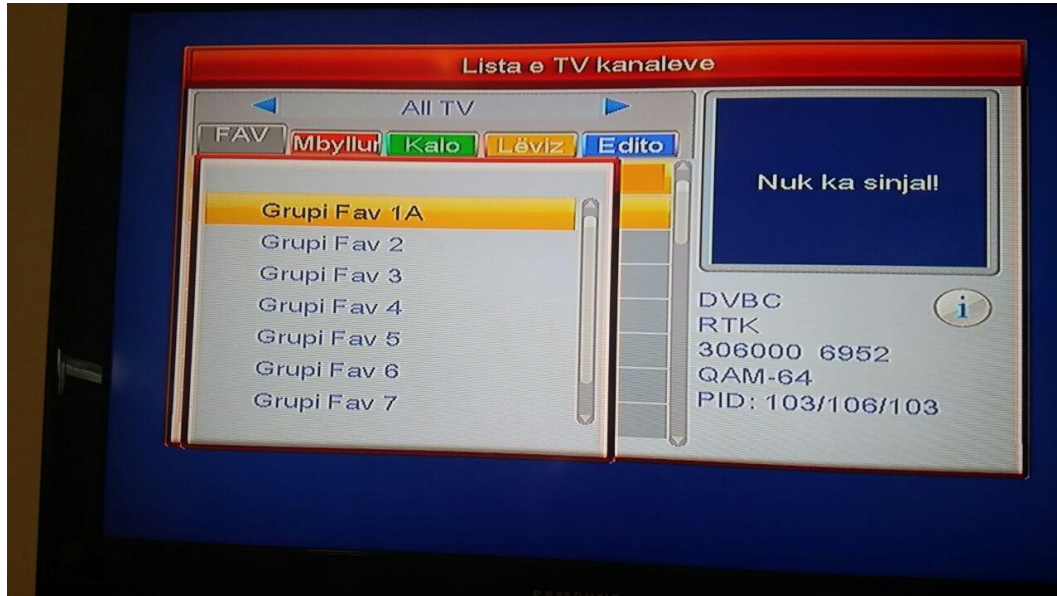 Lista e TV kanaleve
All TV
FAV Mbyllur Kalo Lëviz Edito
Grupi Fav 1A
Grupi Fav 2
Grupi Fav 3
Grupi Fav 4
Grupi Fav 5
Grupi Fav 6
Grupi Fav 7
Nuk ka sinjal!
DVBC
RTK
306000 6952
QAM-64
PID: 103/106/103
i